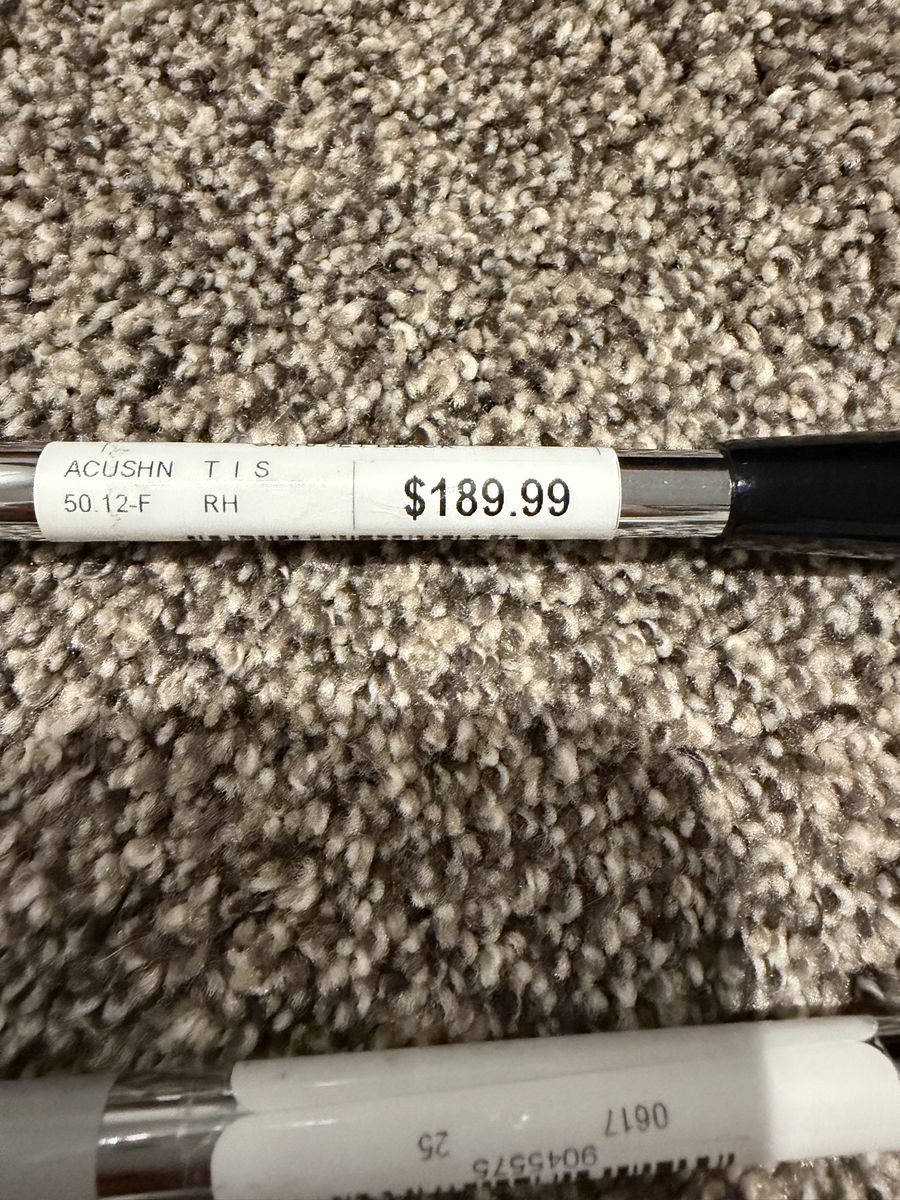 ACUSHN T I S
50.12-F RH
$189.99
0617
25
9045575